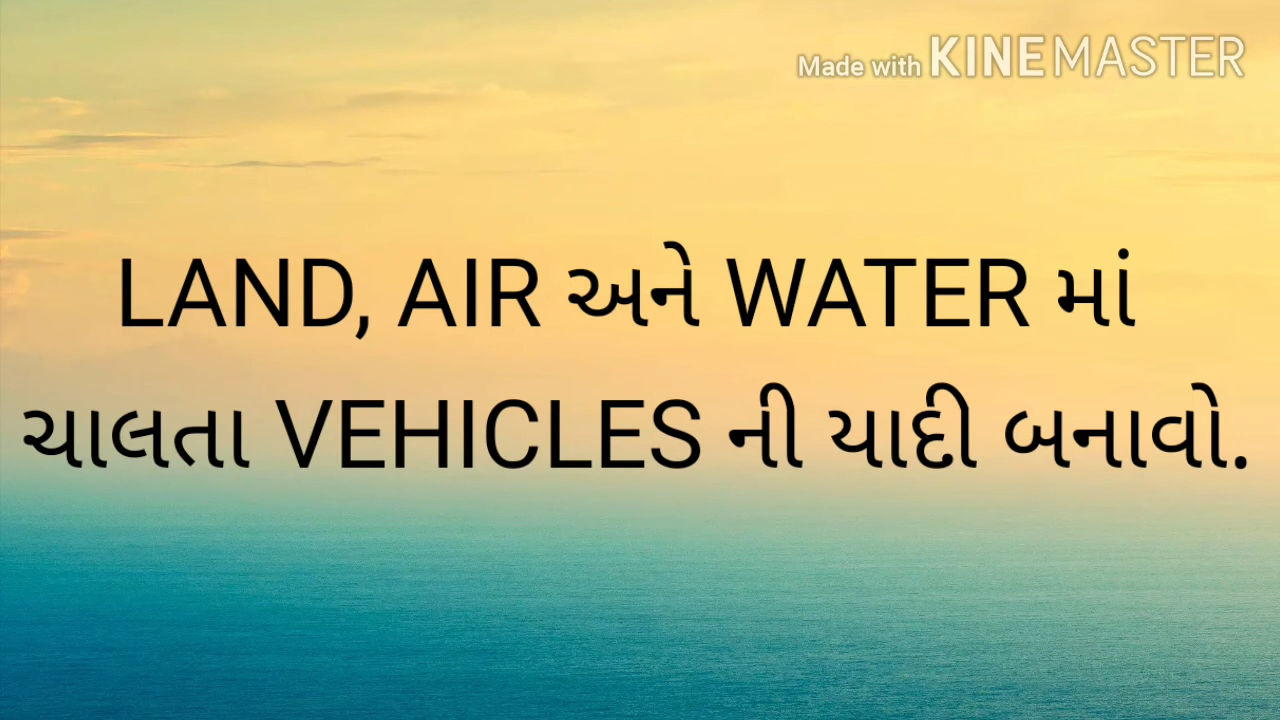 Made with KINEMASTER
LAND, AIR અને WATER માં
ચાલતા VEHICLES ની યાદી બનાવો.